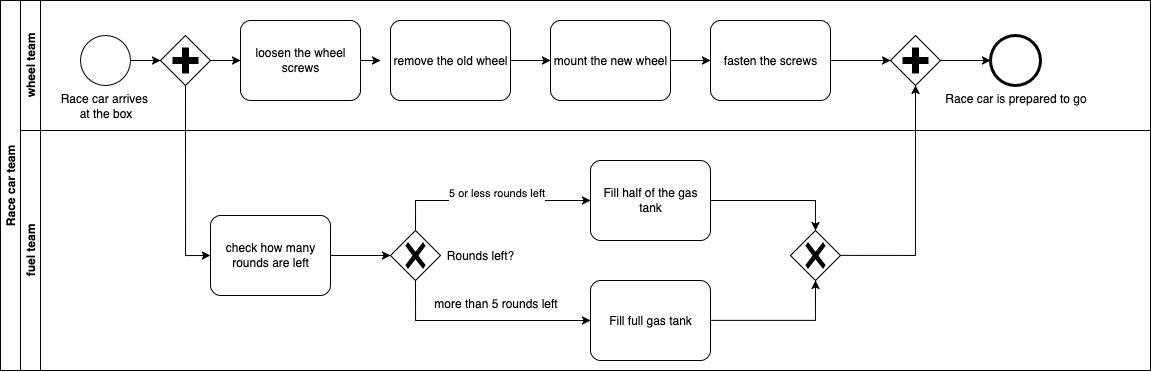 Race car team
wheel team
Race car arrives
at the box
loosen the wheel
screws
remove the old wheel
mount the new wheel
fasten the screws
Race car is prepared to go
fuel team
check how many
rounds are left
Rounds left?
5 or less rounds left
Fill half of the gas
tank
more than 5 rounds left
Fill full gas tank